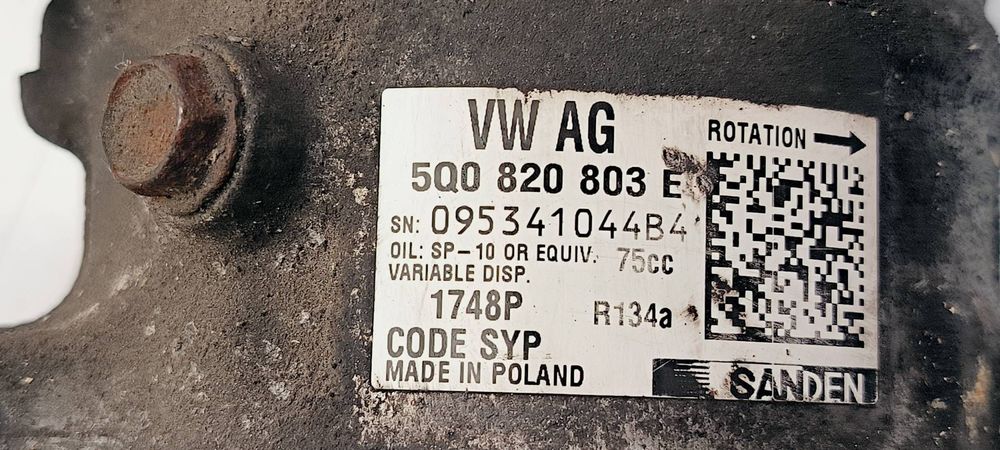 VW AG
ROTATION
5Q0 820 803 E
SN: 095341044B4
OIL: SP-10 OR EQUIV. 75cc
VARIABLE DISP.
1748P R134a
CODE SYP
MADE IN POLAND
SANDEN